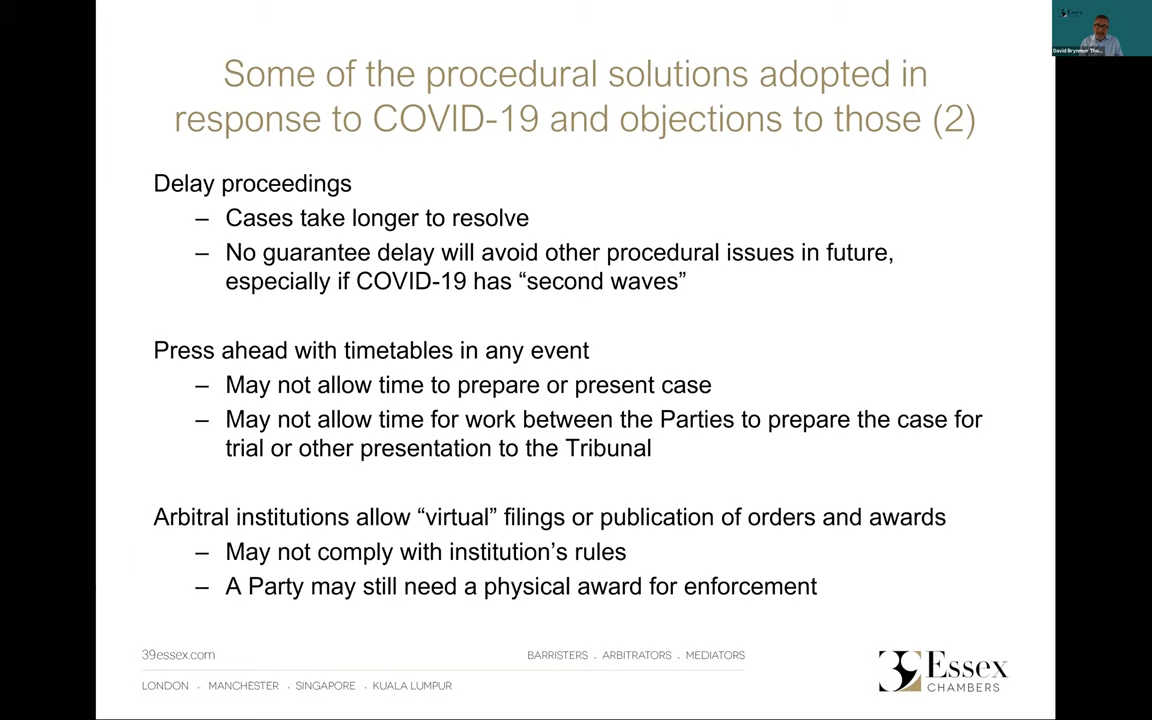 Essex
David Brynmor Tho...
Some of the procedural solutions adopted in
response to COVID-19 and objections to those (2)
Delay proceedings
– Cases take longer to resolve
– No guarantee delay will avoid other procedural issues in future,
especially if COVID-19 has “second waves”
Press ahead with timetables in any event
– May not allow time to prepare or present case
– May not allow time for work between the Parties to prepare the case for
trial or other presentation to the Tribunal
Arbitral institutions allow “virtual” filings or publication of orders and awards
– May not comply with institution’s rules
– A Party may still need a physical award for enforcement
39essex.com
BARRISTERS . ARBITRATORS . MEDIATORS
LONDON . MANCHESTER . SINGAPORE . KUALA LUMPUR
39 Essex
CHAMBERS